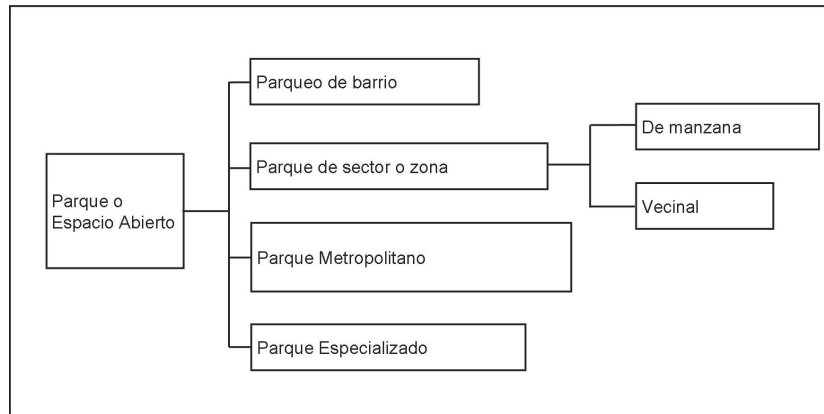 Parque o
Espacio Abierto
Parqueo de barrio
Parque de sector o zona
Parque Metropolitano
Parque Especializado
De manzana
Vecinal